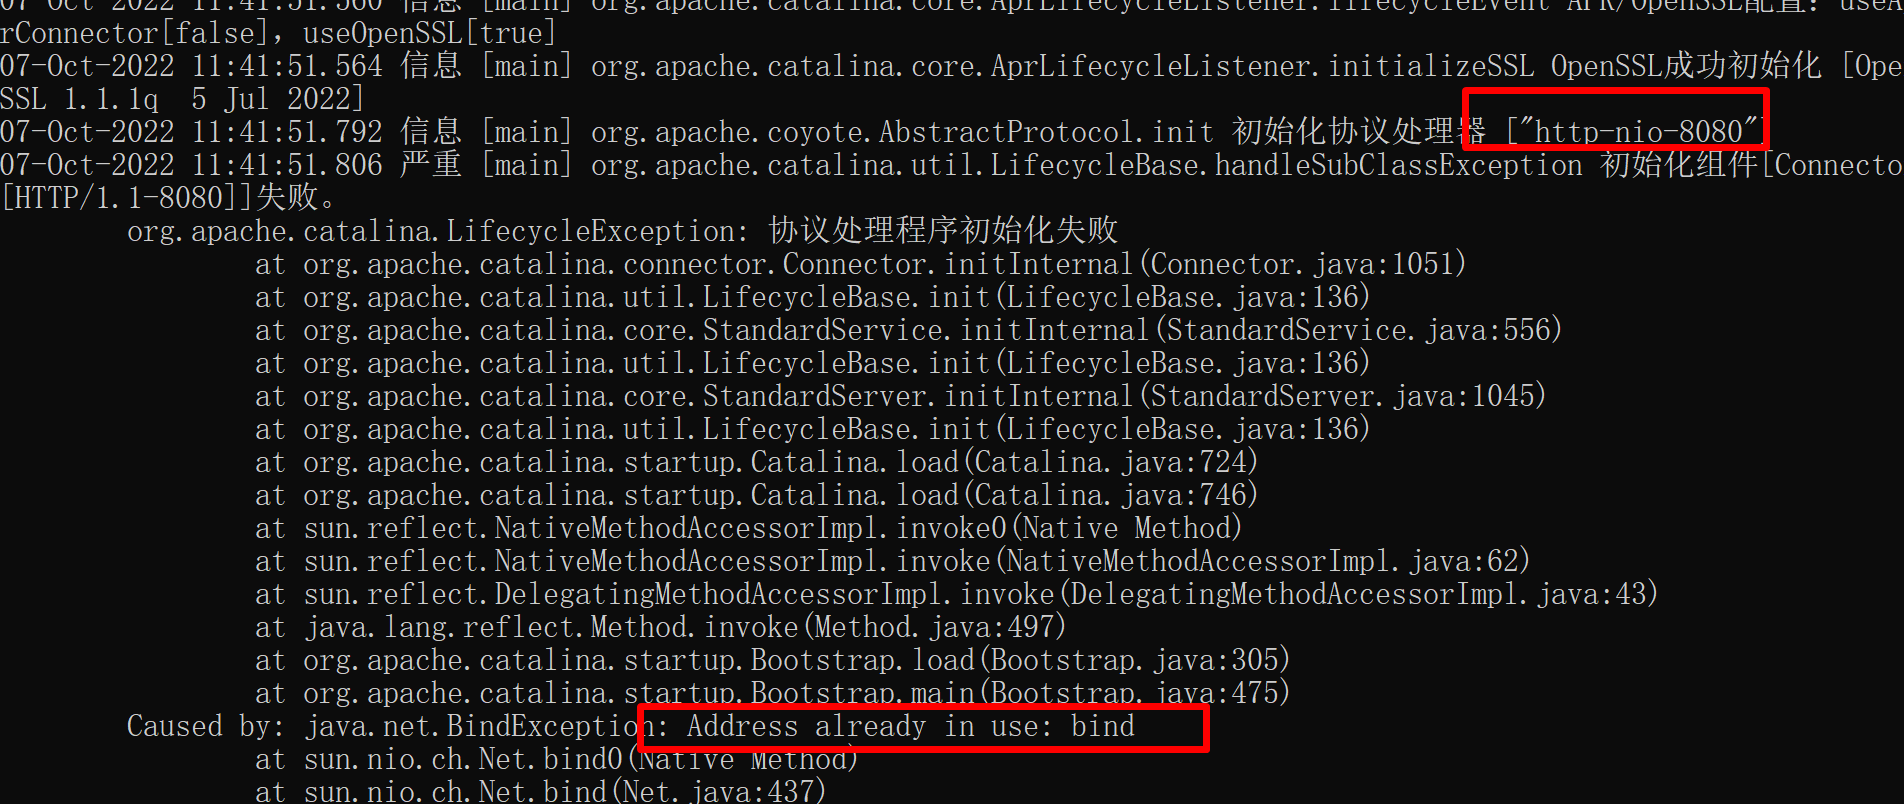 07-Oct-2022 11:41:51.560 信息 [main] org.apache.catalina.core.AprLifecycleListener.lifecycleEvent APR/OpenSSL配置：useA
rConnector[false]，useOpenSSL[true]
07-Oct-2022 11:41:51.564 信息 [main] org.apache.catalina.core.AprLifecycleListener.initializeSSL OpenSSL成功初始化 [Ope
SSL 1.1.1q  5 Jul 2022]
07-Oct-2022 11:41:51.792 信息 [main] org.apache.coyote.AbstractProtocol.init 初始化协议处理器 ["http-nio-8080"]
07-Oct-2022 11:41:51.806 严重 [main] org.apache.catalina.util.LifecycleBase.handleSubClassException 初始化组件[Connecto
[HTTP/1.1-8080]]失败。
org.apache.catalina.LifecycleException: 协议处理程序初始化失败
at org.apache.catalina.connector.Connector.initInternal(Connector.java:1051)
at org.apache.catalina.util.LifecycleBase.init(LifecycleBase.java:136)
at org.apache.catalina.core.StandardService.initInternal(StandardService.java:556)
at org.apache.catalina.util.LifecycleBase.init(LifecycleBase.java:136)
at org.apache.catalina.core.StandardServer.initInternal(StandardServer.java:1045)
at org.apache.catalina.util.LifecycleBase.init(LifecycleBase.java:136)
at org.apache.catalina.startup.Catalina.load(Catalina.java:724)
at org.apache.catalina.startup.Catalina.load(Catalina.java:746)
at sun.reflect.NativeMethodAccessorImpl.invoke0(Native Method)
at sun.reflect.NativeMethodAccessorImpl.invoke(NativeMethodAccessorImpl.java:62)
at sun.reflect.DelegatingMethodAccessorImpl.invoke(DelegatingMethodAccessorImpl.java:43)
at java.lang.reflect.Method.invoke(Method.java:497)
at org.apache.catalina.startup.Bootstrap.load(Bootstrap.java:305)
at org.apache.catalina.startup.Bootstrap.main(Bootstrap.java:475)
Caused by: java.net.BindException: Address already in use: bind
at sun.nio.ch.Net.bind0(Native Method)
at sun.nio.ch.Net.bind(Net.java:437)